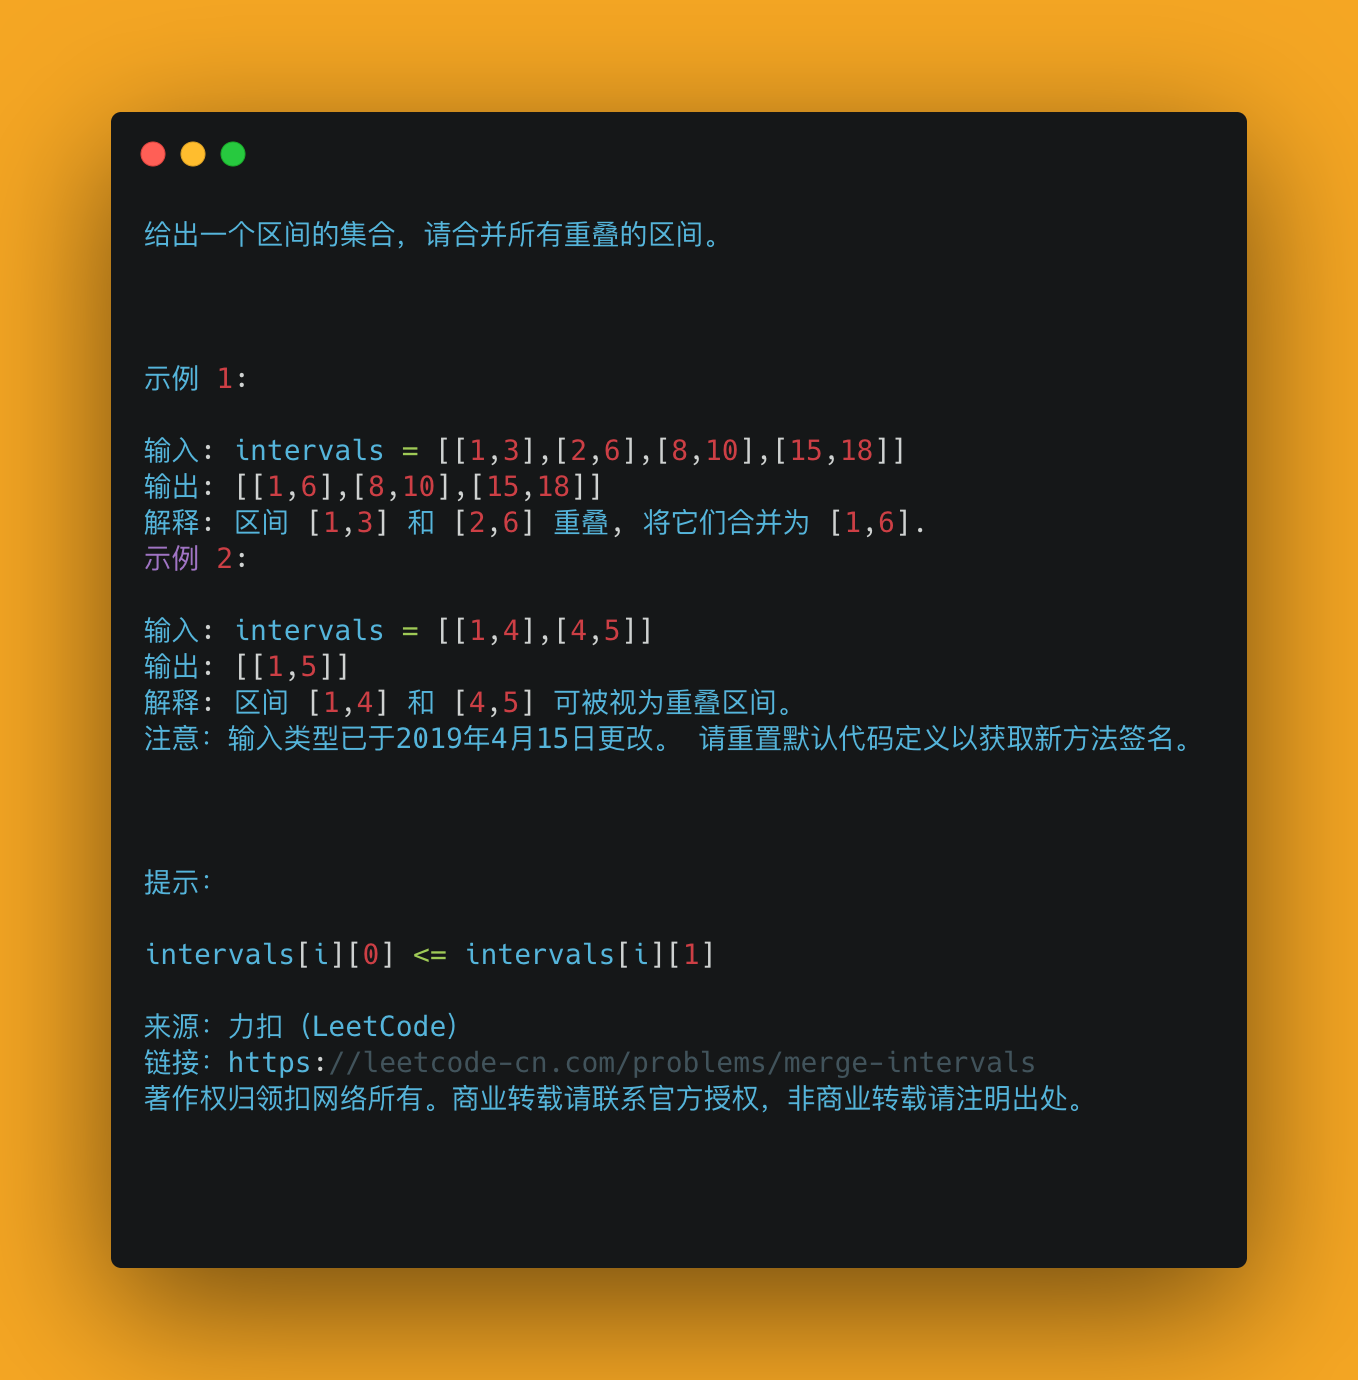 给出一个区间的集合，请合并所有重叠的区间。
示例 1:
输入: intervals = [[1,3],[2,6],[8,10],[15,18]]
输出: [[1,6],[8,10],[15,18]]
解释: 区间 [1,3] 和 [2,6] 重叠, 将它们合并为 [1,6].
示例 2:
输入: intervals = [[1,4],[4,5]]
输出: [[1,5]]
解释: 区间 [1,4] 和 [4,5] 可被视为重叠区间。
注意：输入类型已于2019年4月15日更改。 请重置默认代码定义以获取新方法签名。
提示：
intervals[i][0] <= intervals[i][1]
来源：力扣（LeetCode）
链接：https://leetcode-cn.com/problems/merge-intervals
著作权归领扣网络所有。商业转载请联系官方授权，非商业转载请注明出处。